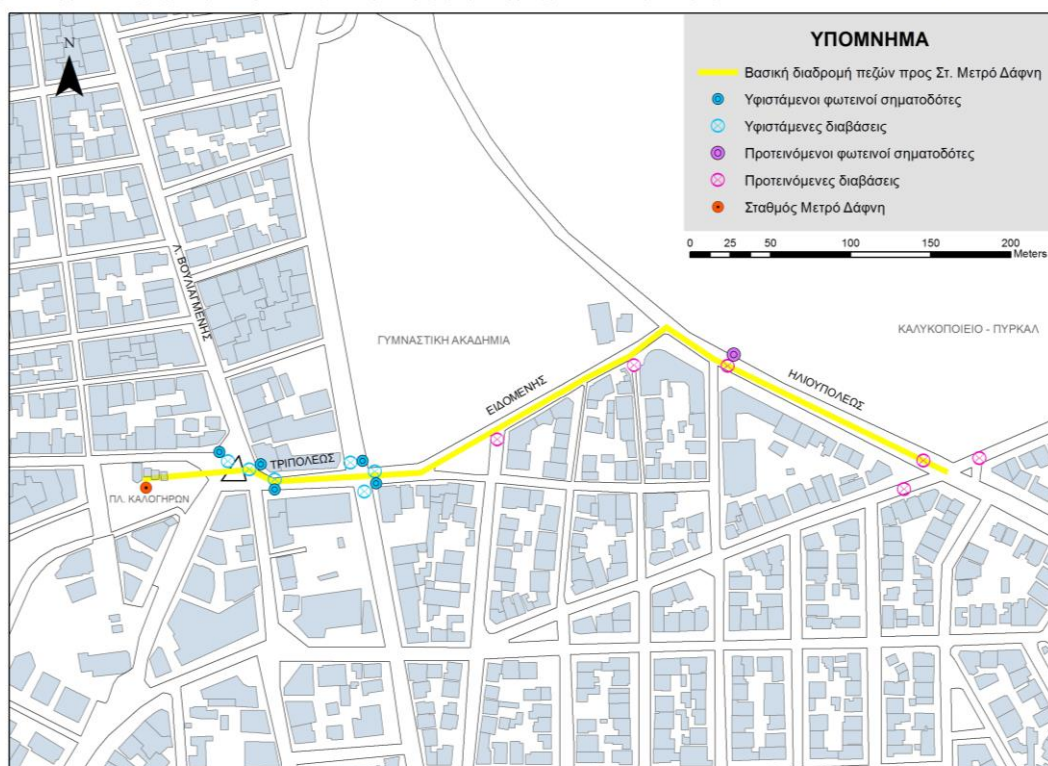 N
ΥΠΟΜΝΗΜΑ
Βασική διαδρομή πεζών προς Στ. Μετρό Δάφνη
Υφιστάμενοι φωτεινοί σηματοδότες
Υφιστάμενες διαβάσεις
Προτεινόμενοι φωτεινοί σηματοδότες
Προτεινόμενες διαβάσεις
Σταθμός Μετρό Δάφνη
0 25 50 100 150 200
Meters
Λ. ΒΟΥΛΙΑΓΜΕΝΗΣ
ΓΥΜΝΑΣΤΙΚΗ ΑΚΑΔΗΜΙΑ
ΚΑΛΥΚΟΠΟΙΕΙΟ - ΠΥΡΚΑΛ
ΕΙΔΟΜΕΝΗΣ
ΗΛΙΟΥΠΟΛΕΩΣ
ΤΡΙΠΟΛΕΩΣ
ΠΛ. ΚΑΛΟΓΗΡΩΝ